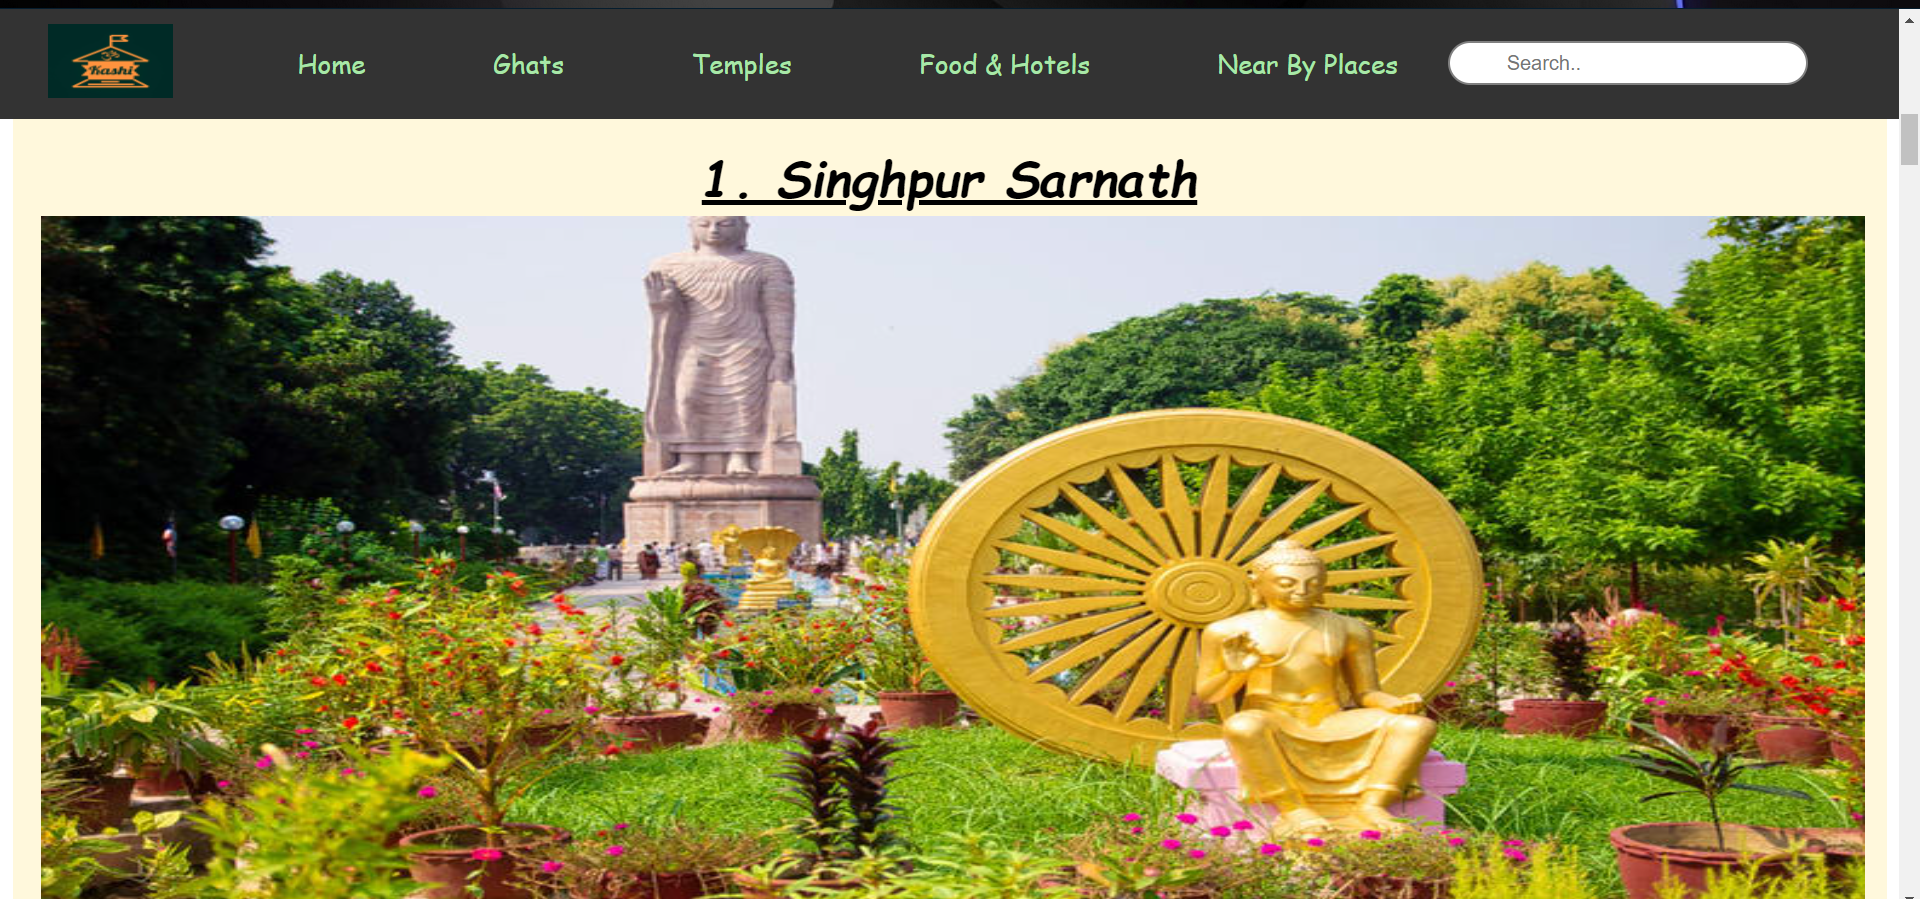 Kashi
Home Ghats Temples Food & Hotels Near By Places Search..
1. Singhpur Sarnath